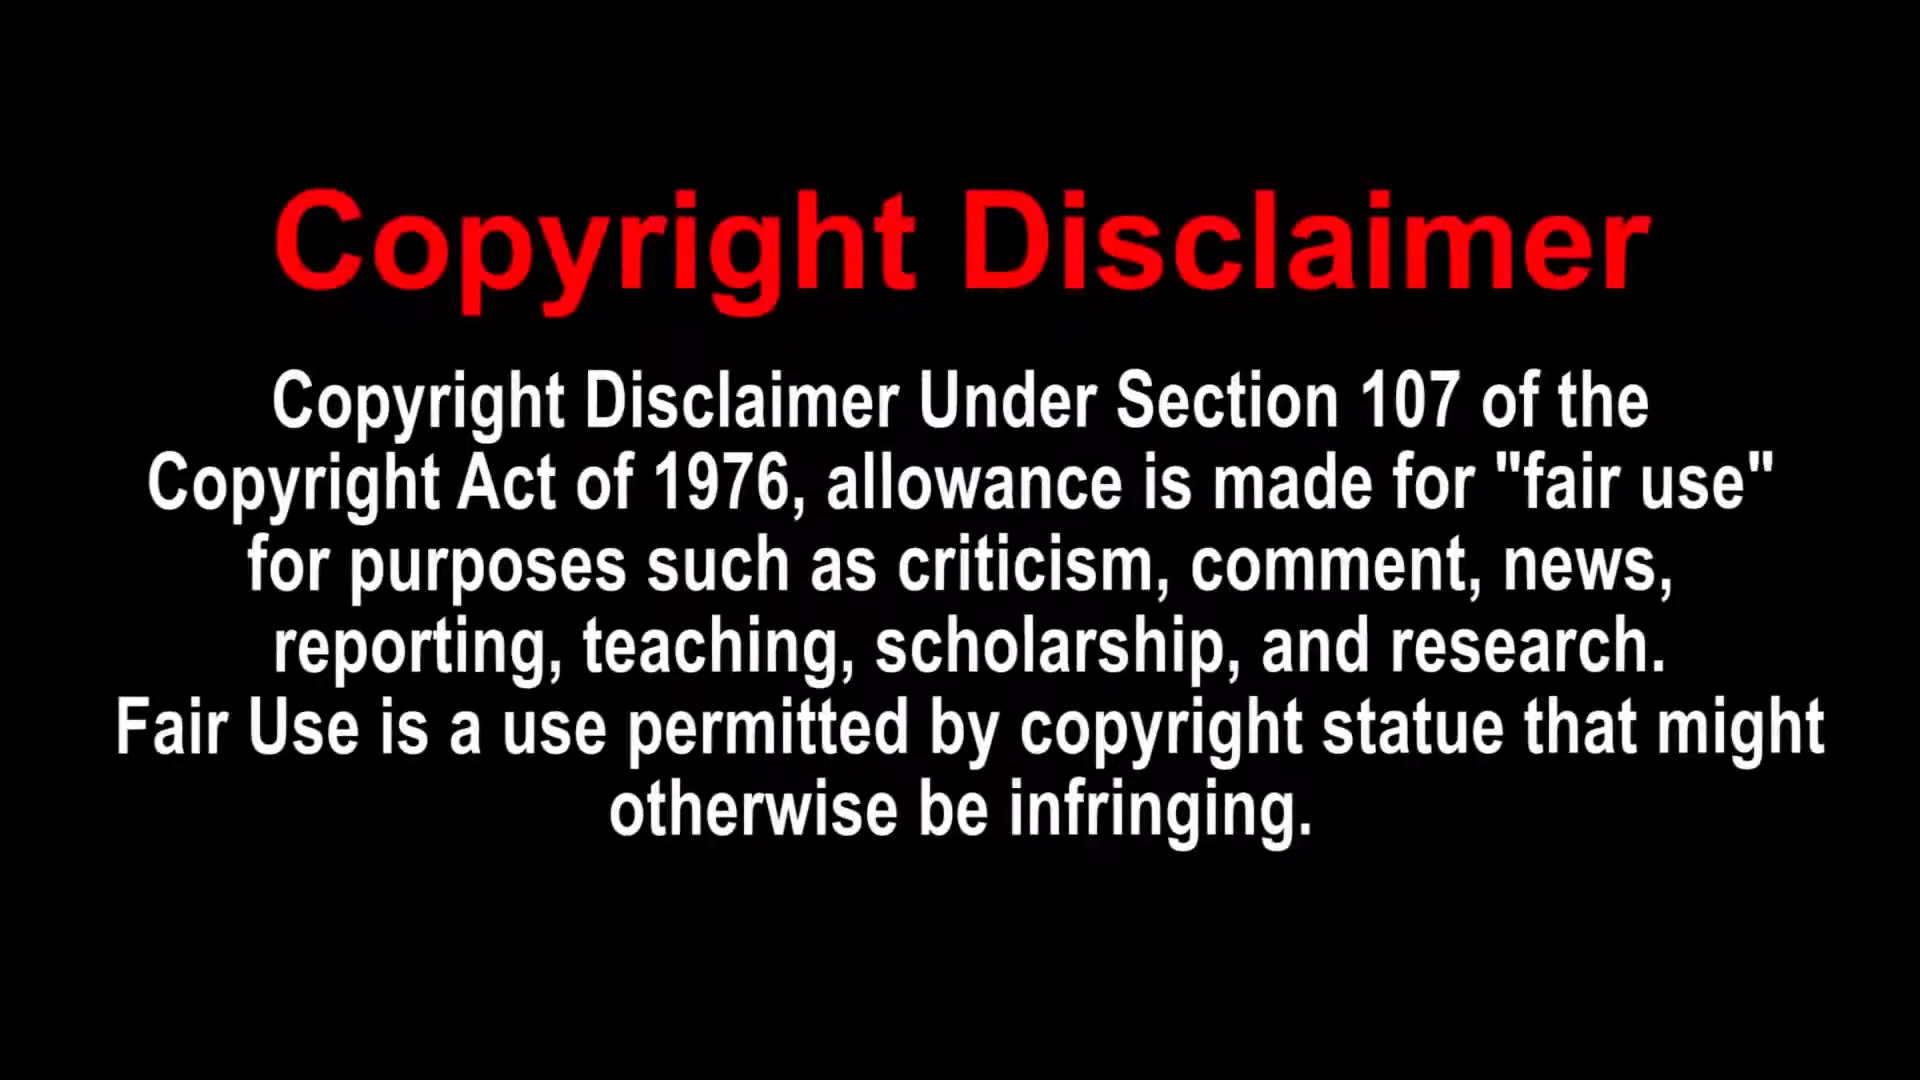 Copyright Disclaimer
Copyright Disclaimer Under Section 107 of the
Copyright Act of 1976, allowance is made for "fair use"
for purposes such as criticism, comment, news,
reporting, teaching, scholarship, and research.
Fair Use is a use permitted by copyright statue that might
otherwise be infringing.